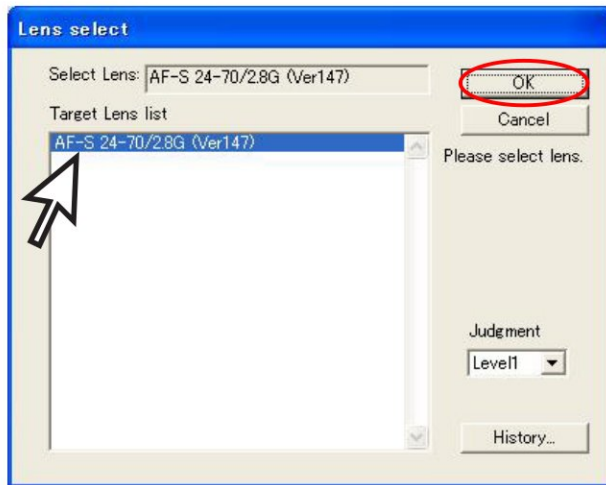 Lens select
Select Lens: AF-S 24-70/2.8G (Ver147)
OK
Target Lens list
Cancel
AF-S 24-70/2.8G (Ver147)
Please select lens.
Judgment
Level1
History...